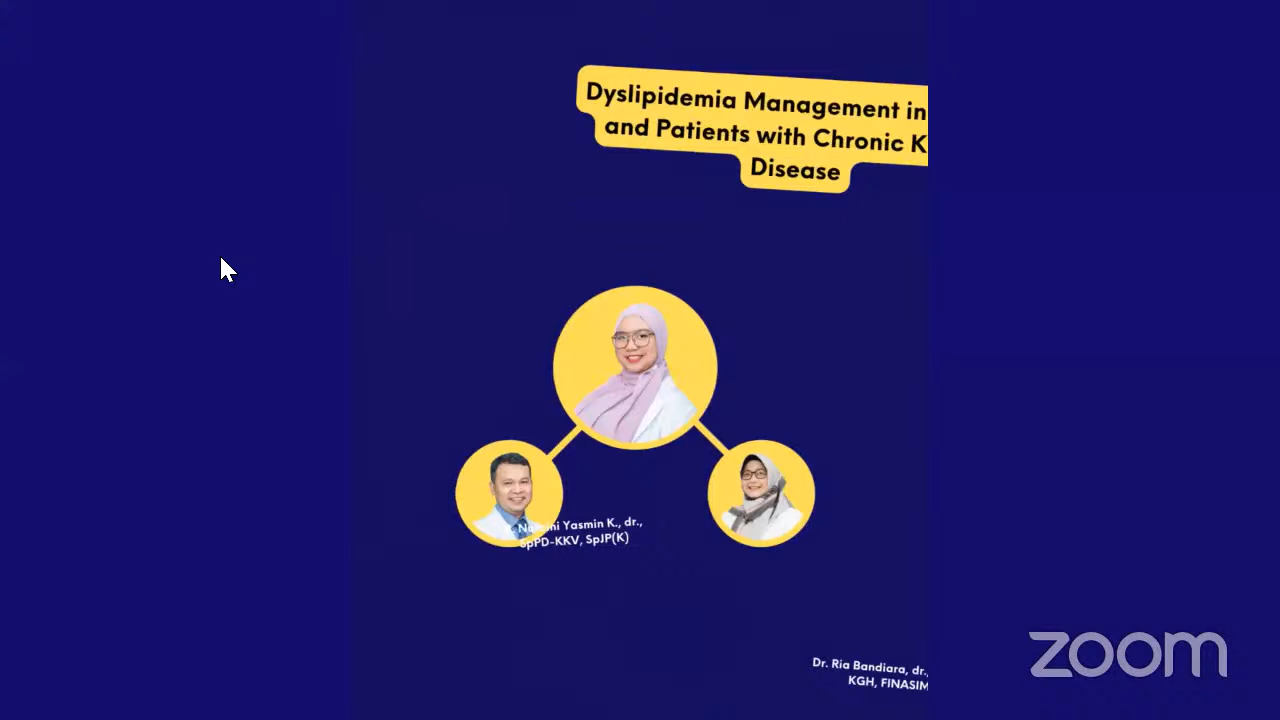 Dyslipidemia Management in
and Patients with Chronic K
Disease
Yasmin K., dr.,
SpPD-KKV, SpJP(K)
Dr. Ria Bandiara, dr.,
KGH, FINASIM
zoom